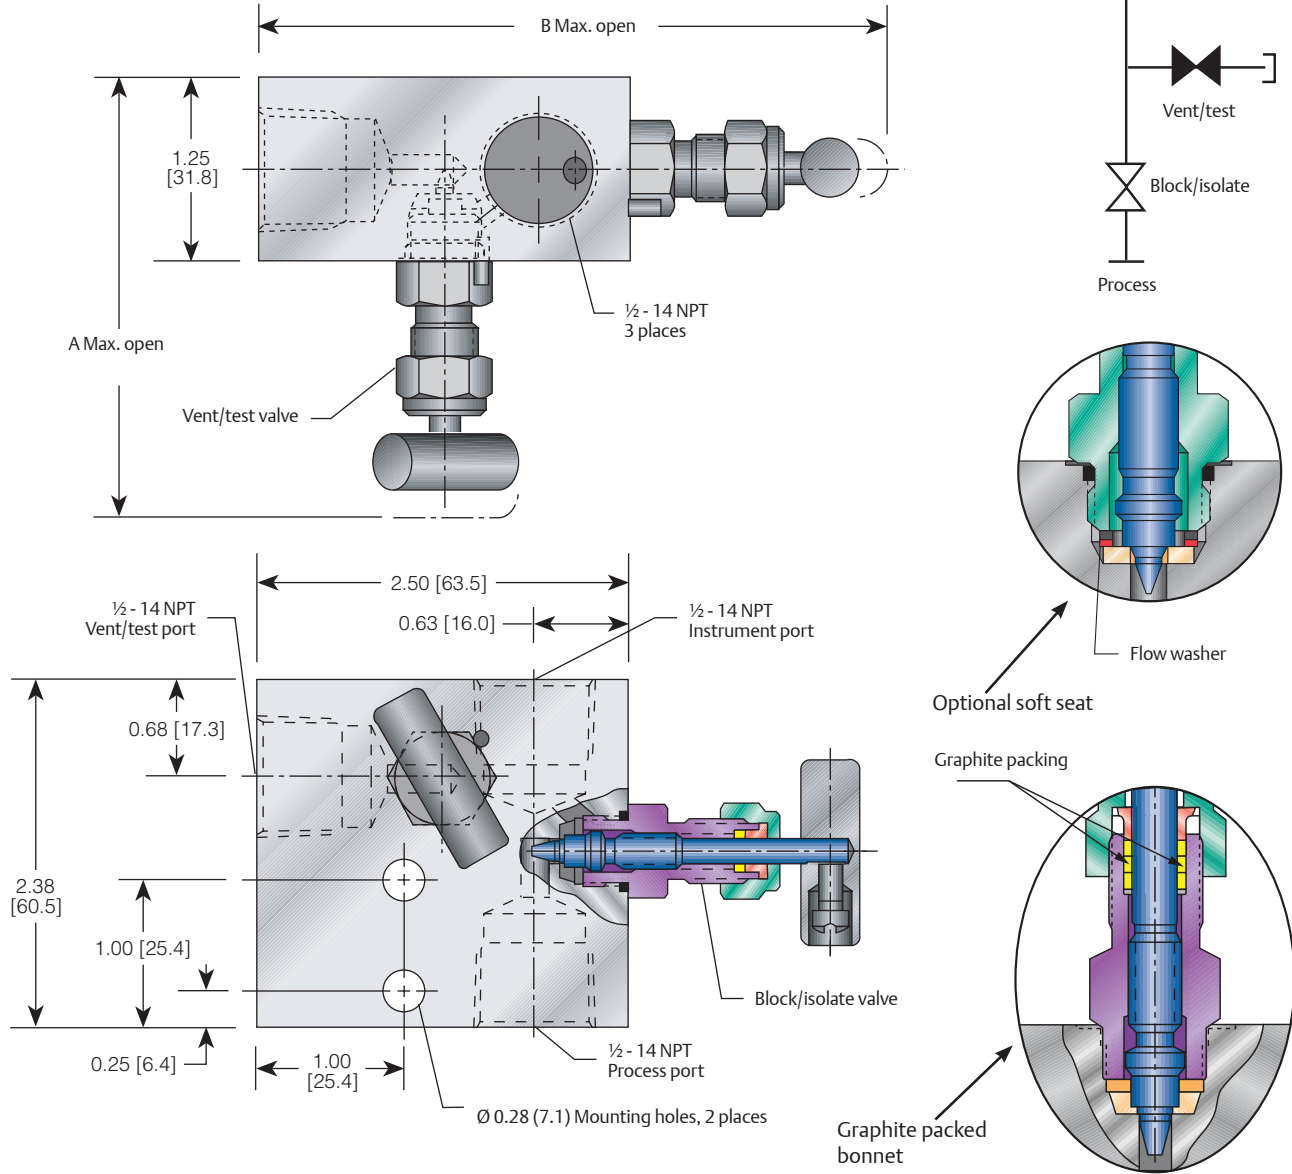 B Max. open
Vent/test
1.25
[31.8]
Block/isolate
Process
½ - 14 NPT
3 places
A Max. open
Vent/test valve
2.50 [63.5]
½ - 14 NPT
Vent/test port
0.63 [16.0]
½ - 14 NPT
Instrument port
Flow washer
Optional soft seat
0.68 [17.3]
Graphite packing
2.38
[60.5]
1.00 [25.4]
Block/isolate valve
0.25 [6.4]
1.00
[25.4]
½ - 14 NPT
Process port
Ø 0.28 (7.1) Mounting holes, 2 places
Graphite packed
bonnet